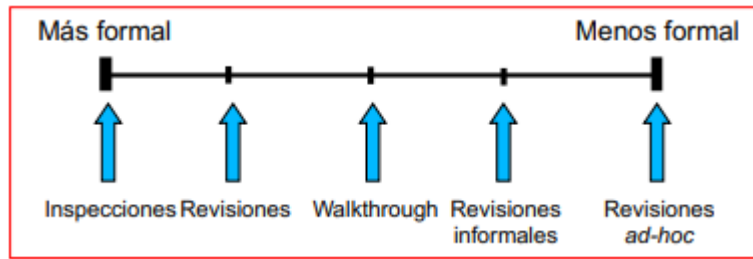 Más formal
Menos formal
Inspecciones
Revisiones
Walkthrough
Revisiones
informales
Revisiones
ad-hoc